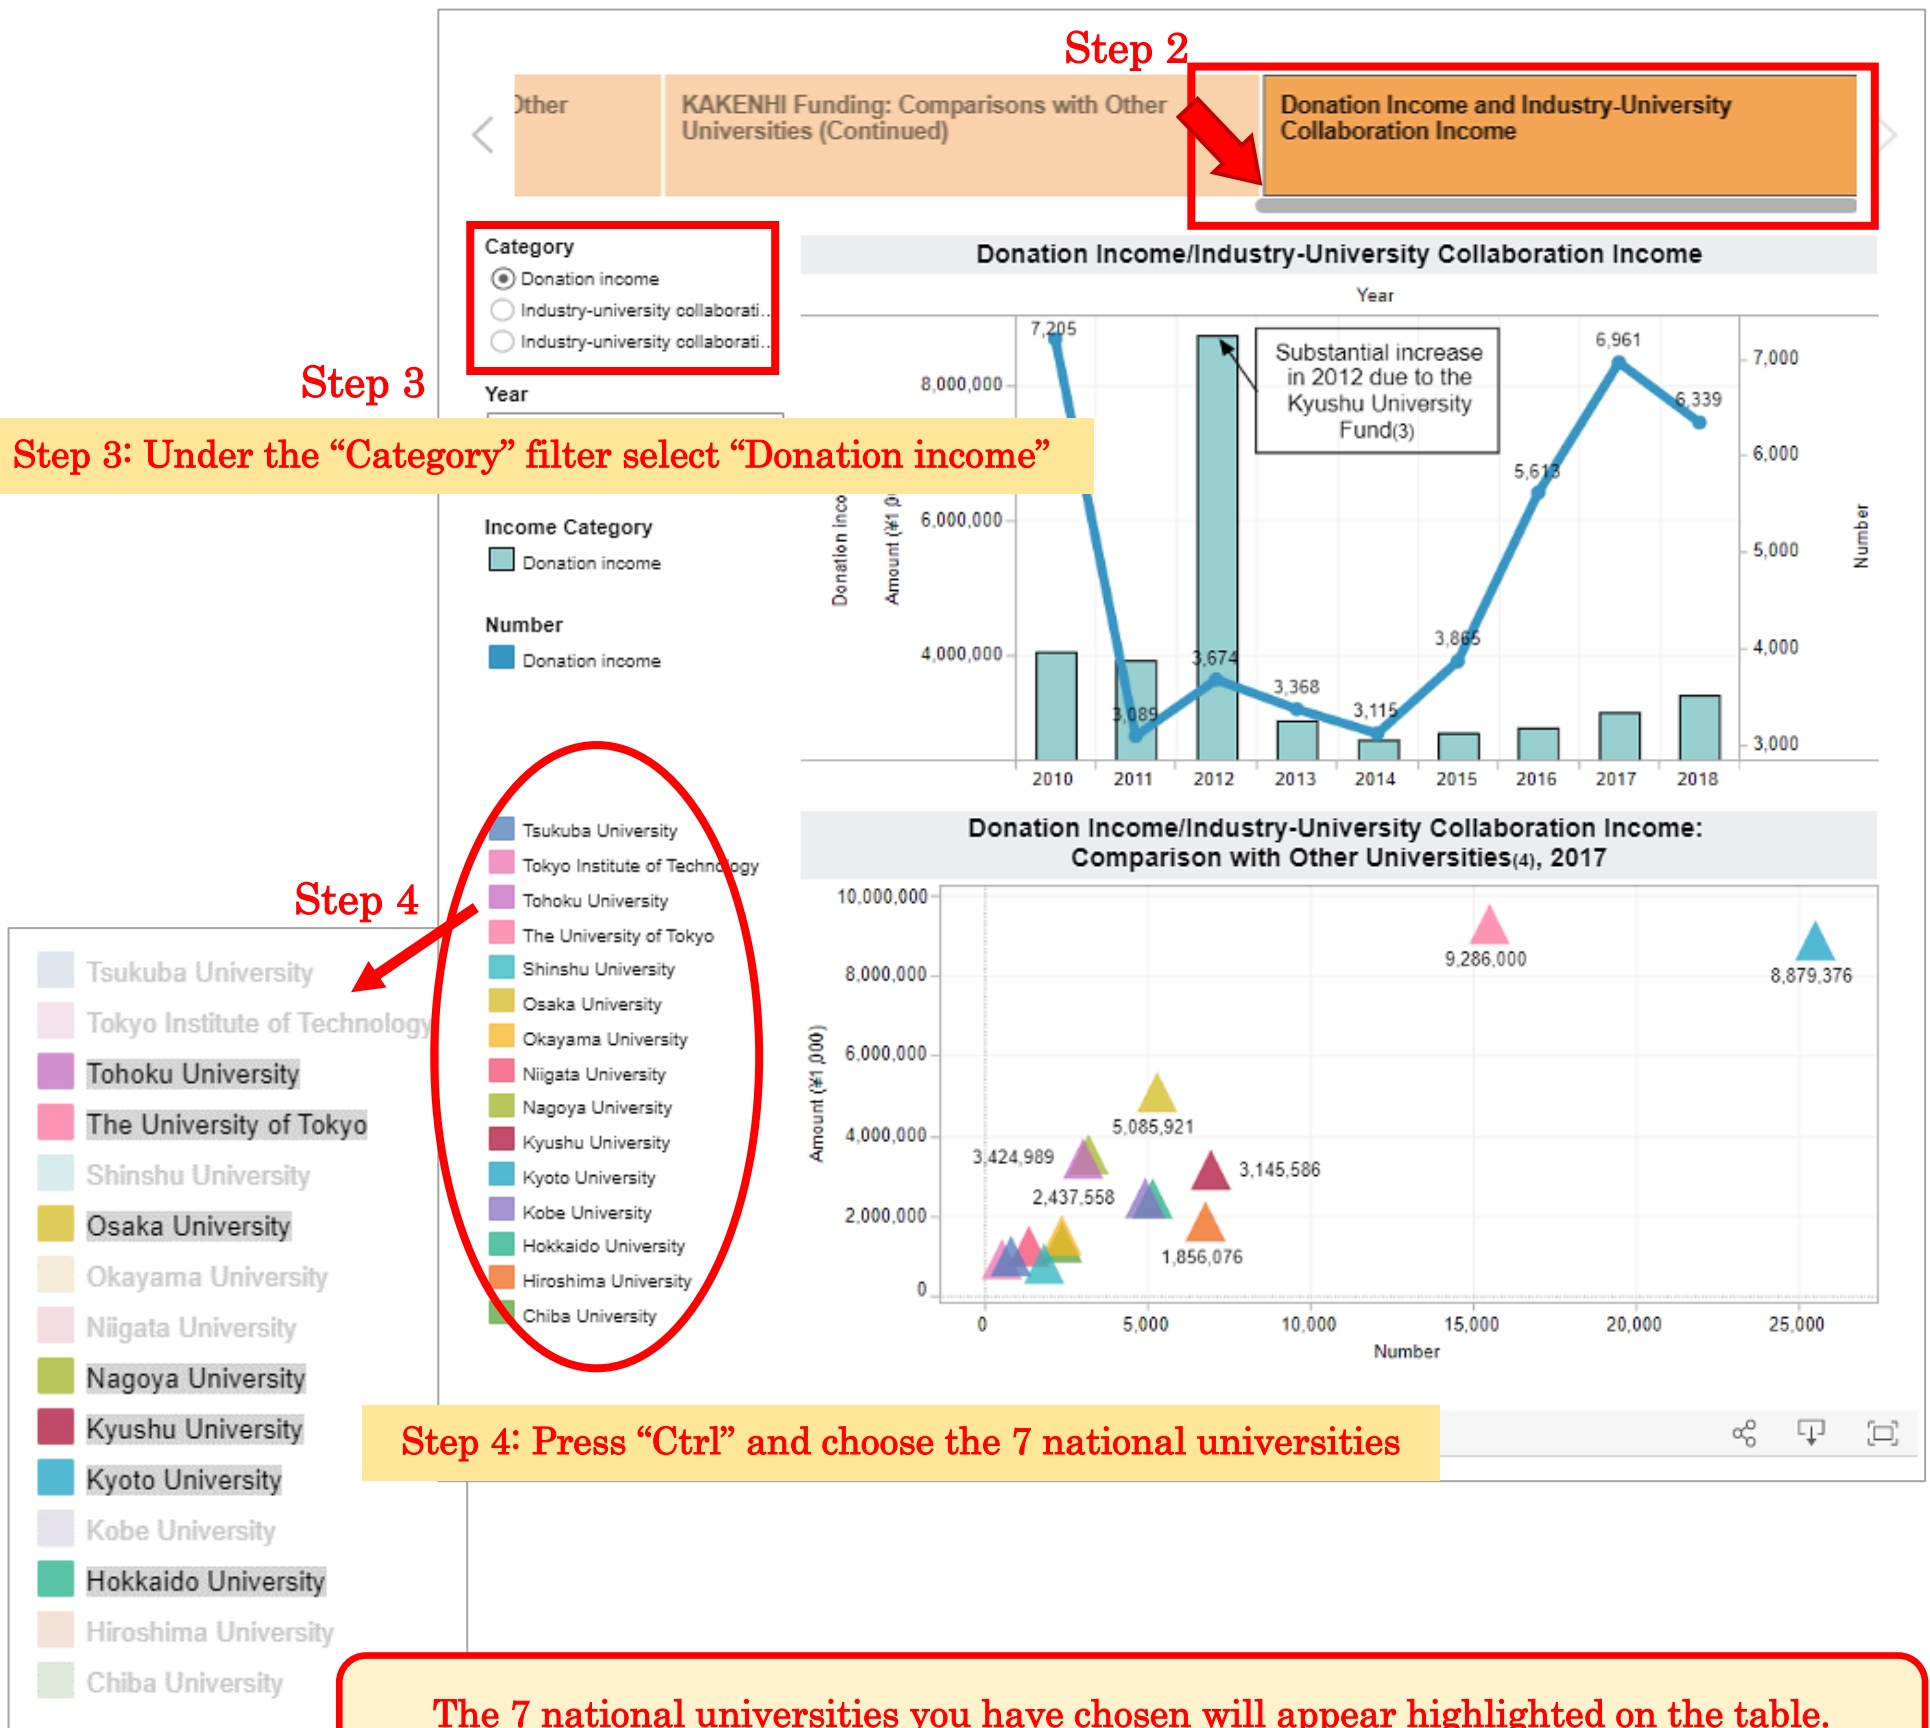 Step 2
Other
KAKENHI Funding: Comparisons with Other
Universities (Continued)
Donation Income and Industry-University
Collaboration Income
Category
Donation income
Industry-university collaborati..
Industry-university collaborati..
Step 3
Year
Step 3: Under the “Category” filter select “Donation income”
Income Category
Donation income
Number
Donation income
Donation Income/Industry-University Collaboration Income
Year
7,205
8,000,000
6,000,000
4,000,000
Donation inco
Amount (¥1,0
Substantial increase
in 2012 due to the
Kyushu University
Fund(3)
3,089
3,674
3,368
3,115
3,865
5,613
6,961
6,339
7,000
6,000
5,000
4,000
3,000
Number
2010 2011 2012 2013 2014 2015 2016 2017 2018
Tsukuba University
Tokyo Institute of Technology
Tohoku University
The University of Tokyo
Shinshu University
Osaka University
Okayama University
Niigata University
Nagoya University
Kyushu University
Kyoto University
Kobe University
Hokkaido University
Hiroshima University
Chiba University
Donation Income/Industry-University Collaboration Income:
Comparison with Other Universities(4), 2017
10,000,000
8,000,000
6,000,000
4,000,000
2,000,000
0
Amount (¥1,000)
9,286,000
8,879,376
5,085,921
3,424,989
3,145,586
2,437,558
1,856,076
0 5,000 10,000 15,000 20,000 25,000
Number
Step 4
Tsukuba University
Tokyo Institute of Technology
Tohoku University
The University of Tokyo
Shinshu University
Osaka University
Okayama University
Niigata University
Nagoya University
Kyushu University
Kyoto University
Kobe University
Hokkaido University
Hiroshima University
Chiba University
Step 4: Press “Ctrl” and choose the 7 national universities
The 7 national universities you have chosen will appear highlighted on the table.